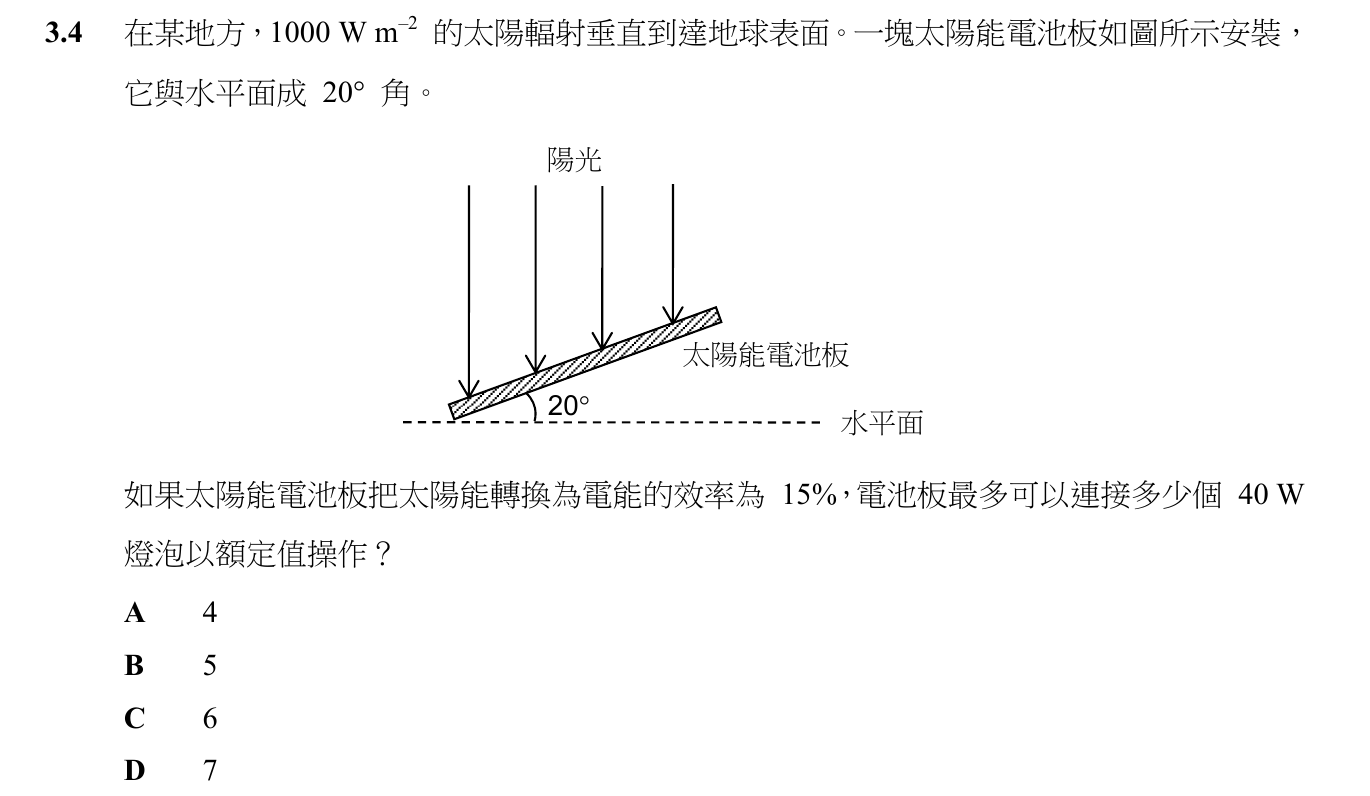 3.4 在某地方，1000 W m⁻² 的太陽輻射垂直到達地球表面。一塊太陽能電池板如圖所示安裝，
它與水平面成 20° 角。
陽光
太陽能電池板
20°
水平面
如果太陽能電池板把太陽能轉換為電能的效率為 15%，電池板最多可以連接多少個 40 W
燈泡以額定值操作？
A 4
B 5
C 6
D 7